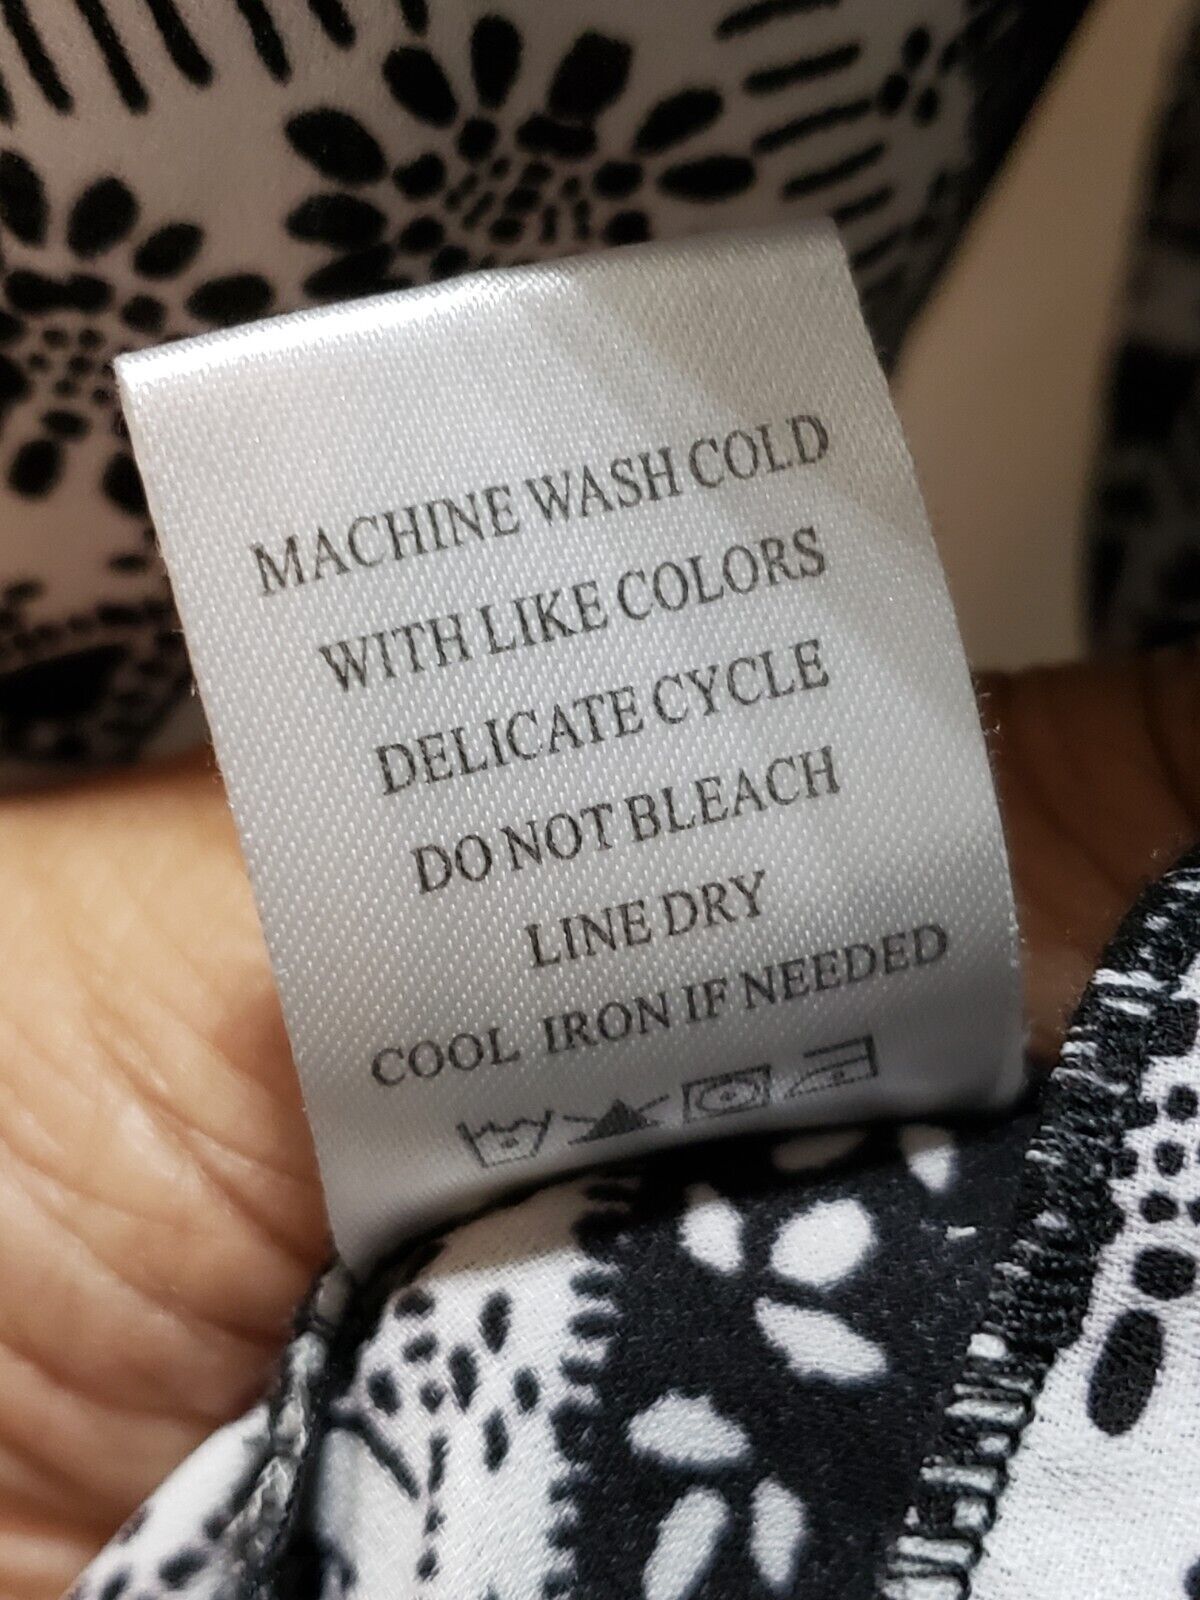 MACHINE WASH COLD
WITH LIKE COLORS
DELICATE CYCLE
DO NOT BLEACH
LINE DRY
COOL IRON IF NEEDED